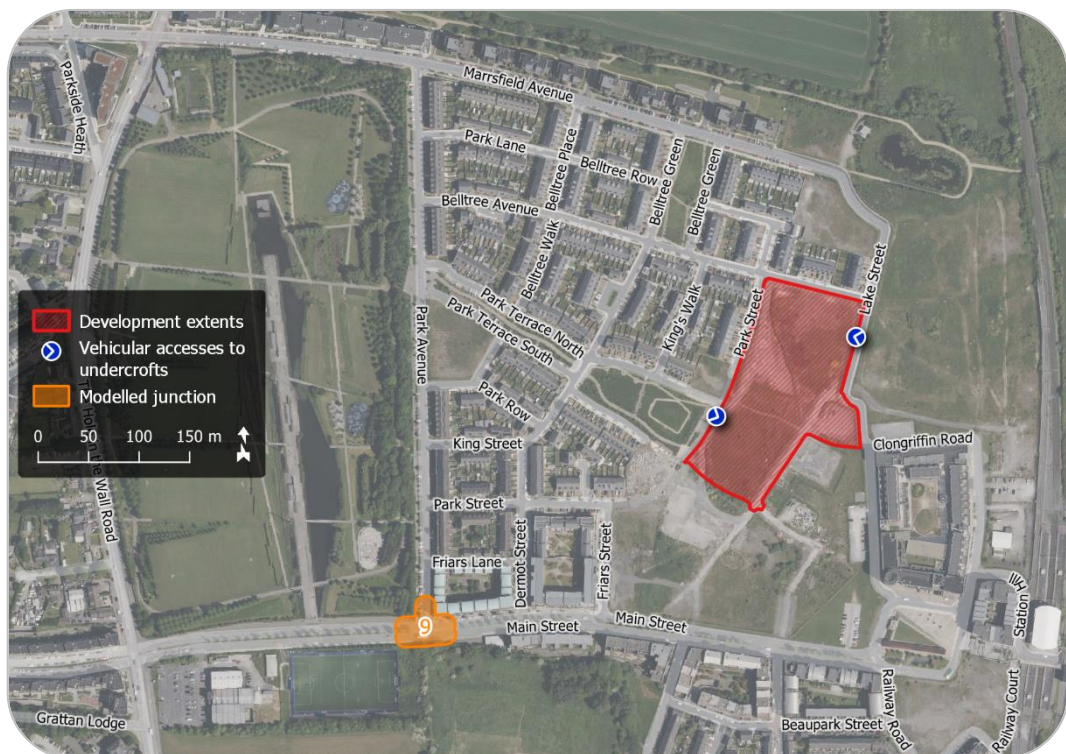 Marrsfield Avenue
Parkside Heath
Park Lane
Belltree Place
Belltree Row
Belltree Green
Belltree Green
Belltree Avenue
Belltree Walk
Lake Street
Park Street
King's Walk
Park Terrace North
Park Terrace South
Park Avenue
Development extents
Vehicular accesses to
undercrofts
Modelled junction
0 50 100 150 m
Park Row
King Street
Clongriffin Road
Park Street
Friars Lane
Dermot Street
Friars Street
Station Hill
9
Main Street
Main Street
Grattan Lodge
Beaupark Street
Railway Road
Railway Court